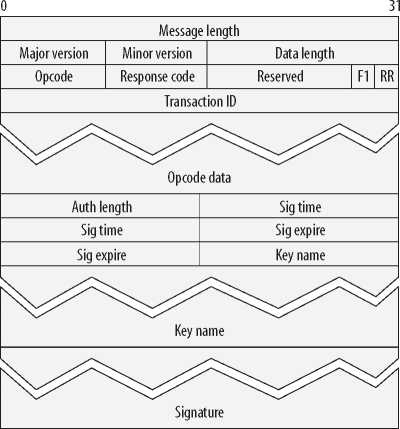 0 31
Message length
Major version Minor version Data length
Opcode Response code Reserved F1 RR
Transaction ID
Opcode data
Auth length Sig time
Sig time Sig expire
Sig expire Key name
Key name
Signature